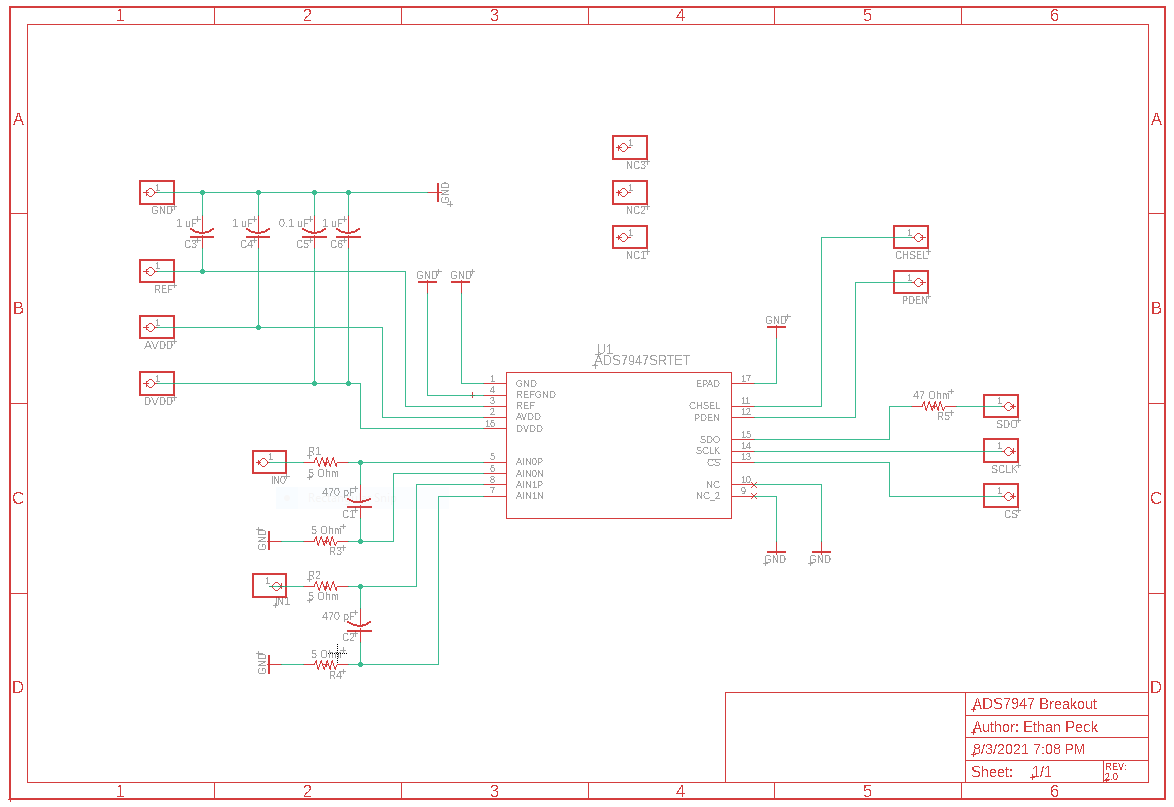 1 2 3 4 5 6
A A
B B
C C
D D
1
NC3
1
NC2
1
NC1
1
GND
GND
1 uF
C3
1 uF
C4
0.1 uF
C5
1 uF
C6
1
REF
1
AVDD
1
DVDD
GND GND
GND
1
CHSEL
1
PDEN
U1
ADS7947SRTET
1 GND
4 REFGND
3 REF
2 AVDD
16 DVDD
5 AIN0P
6 AIN0N
8 AIN1P
7 AIN1N
EPAD 17
CHSEL 11
PDEN 12
SDO 15
SCLK 14
CS 13
NC 10
NC_2 9
GND GND
47 Ohm
R5
1
SDO
1
SCLK
1
CS
1
IN0
R1
5 Ohm
470 pF
C1
5 Ohm
R3
GND
1
IN1
R2
5 Ohm
470 pF
C2
5 Ohm
R4
GND
ADS7947 Breakout
Author: Ethan Peck
8/3/2021 7:08 PM
Sheet: 1/1
REV:
2.0
1 2 3 4 5 6